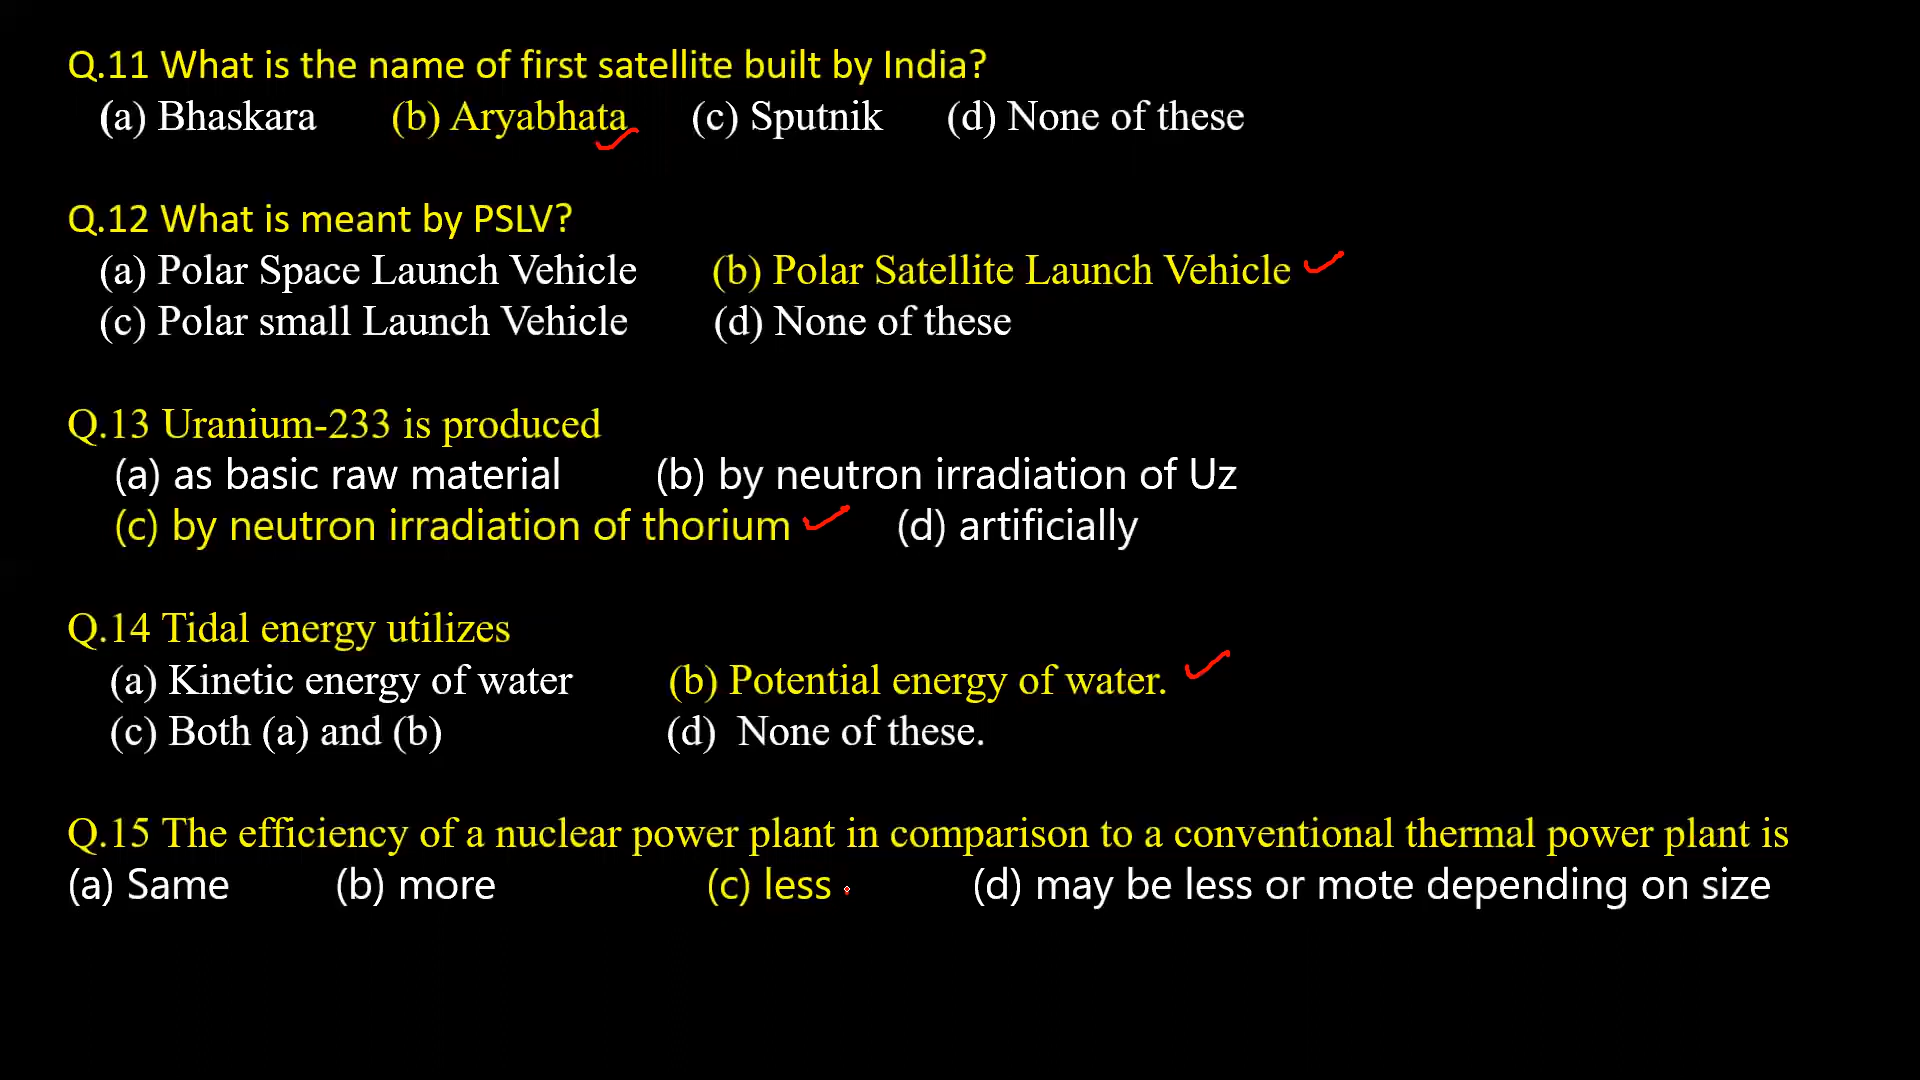 Q.11 What is the name of first satellite built by India?
(a) Bhaskara (b) Aryabhata (c) Sputnik (d) None of these
Q.12 What is meant by PSLV?
(a) Polar Space Launch Vehicle (b) Polar Satellite Launch Vehicle
(c) Polar small Launch Vehicle (d) None of these
Q.13 Uranium-233 is produced
(a) as basic raw material (b) by neutron irradiation of Uz
(c) by neutron irradiation of thorium (d) artificially
Q.14 Tidal energy utilizes
(a) Kinetic energy of water (b) Potential energy of water.
(c) Both (a) and (b) (d) None of these.
Q.15 The efficiency of a nuclear power plant in comparison to a conventional thermal power plant is
(a) Same (b) more (c) less (d) may be less or mote depending on size